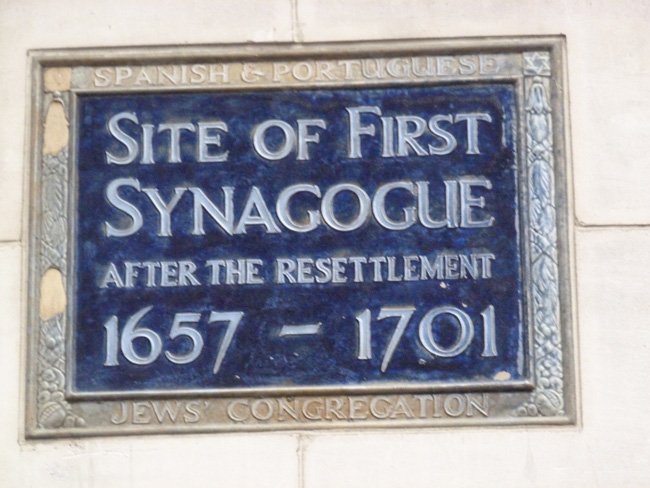 SPANISH & PORTUGUESE
SITE OF FIRST
SYNAGOGUE
AFTER THE RESETTLEMENT
1657 – 1701
JEWS' CONGREGATION